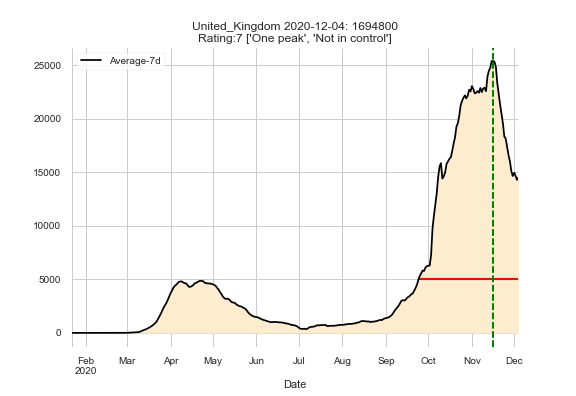 United_Kingdom 2020-12-04: 1694800
Rating:7 ['One peak', 'Not in control']
Average-7d
25000
20000
15000
10000
5000
0
Feb Mar Apr May Jun Jul Aug Sep Oct Nov Dec
2020
Date